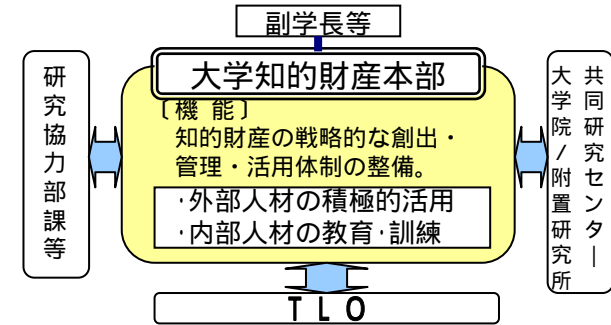 副学長等
大学知的財産本部
〔機 能〕
知的財産の戦略的な創出・
管理・活用体制の整備。
·外部人材の積極的活用
·内部人材の教育·訓練
研究協力部課等
共同研究センター
大学院/附置研究所
TLO